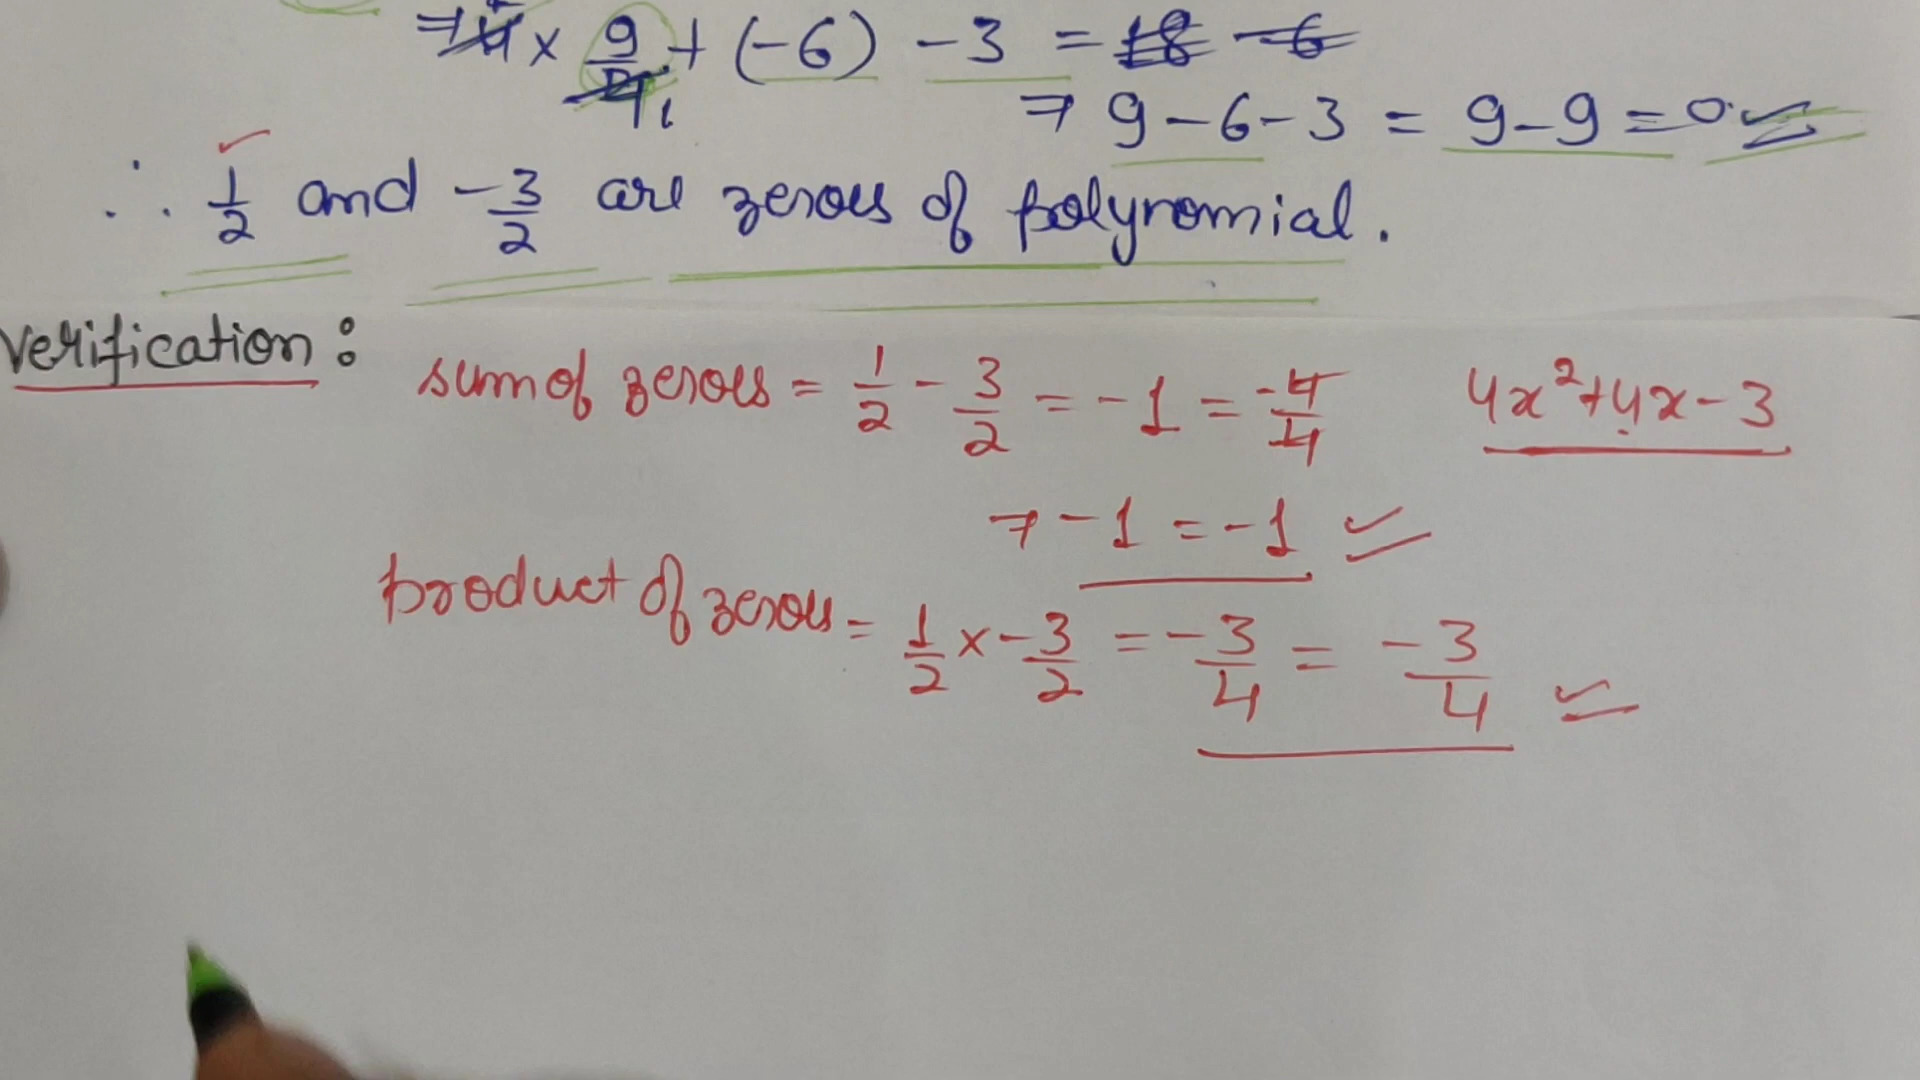 ⇒ 4 × 9/4 1 + (-6) - 3 = 18 - 6
⇒ 9 - 6 - 3 = 9 - 9 = 0
∴ 1/2 and -3/2 are zeroes of polynomial.
Verification :
sum of zeroes = 1/2 - 3/2 = -1 = -4/4
4x²+4x-3
⇒ -1 = -1
product of zeroes = 1/2 × -3/2 = -3/4 = -3/4